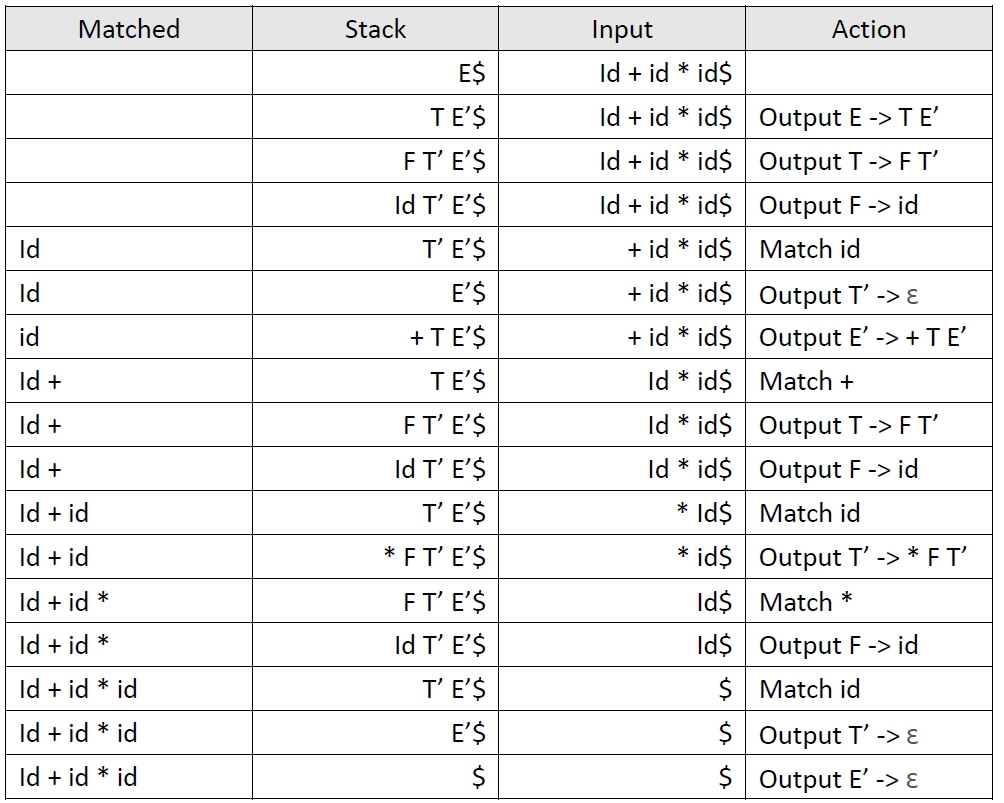 Matched Stack Input Action
E$ Id + id * id$
T E’$ Id + id * id$ Output E -> T E’
F T’ E’$ Id + id * id$ Output T -> F T’
Id T’ E’$ Id + id * id$ Output F -> id
Id T’ E’$ + id * id$ Match id
Id E’$ + id * id$ Output T’ -> ε
id + T E’$ + id * id$ Output E’ -> + T E’
Id + T E’$ Id * id$ Match +
Id + F T’ E’$ Id * id$ Output T -> F T’
Id + Id T’ E’$ Id * id$ Output F -> id
Id + id T’ E’$ * Id$ Match id
Id + id * F T’ E’$ * id$ Output T’ -> * F T’
Id + id * F T’ E’$ Id$ Match *
Id + id * Id T’ E’$ Id$ Output F -> id
Id + id * id T’ E’$ $ Match id
Id + id * id E’$ $ Output T’ -> ε
Id + id * id $ $ Output E’ -> ε